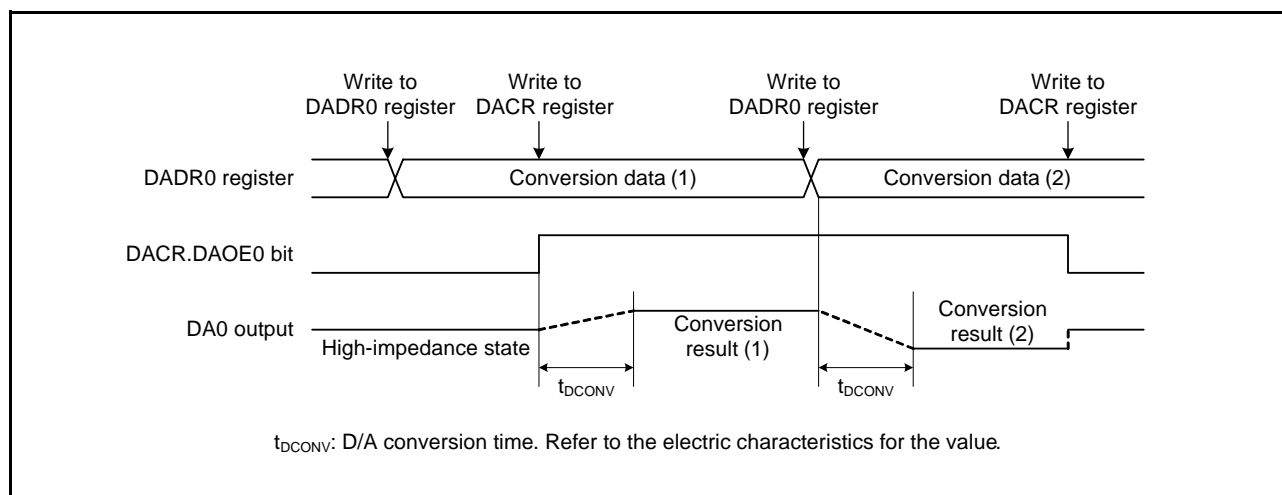 Write to
DADR0 register
Write to
DACR register
Write to
DADR0 register
Write to
DACR register
DADR0 register
Conversion data (1)
Conversion data (2)
DACR.DAOE0 bit
DA0 output
High-impedance state
Conversion
result (1)
Conversion
result (2)
tDCONV
tDCONV
tDCONV: D/A conversion time. Refer to the electric characteristics for the value.